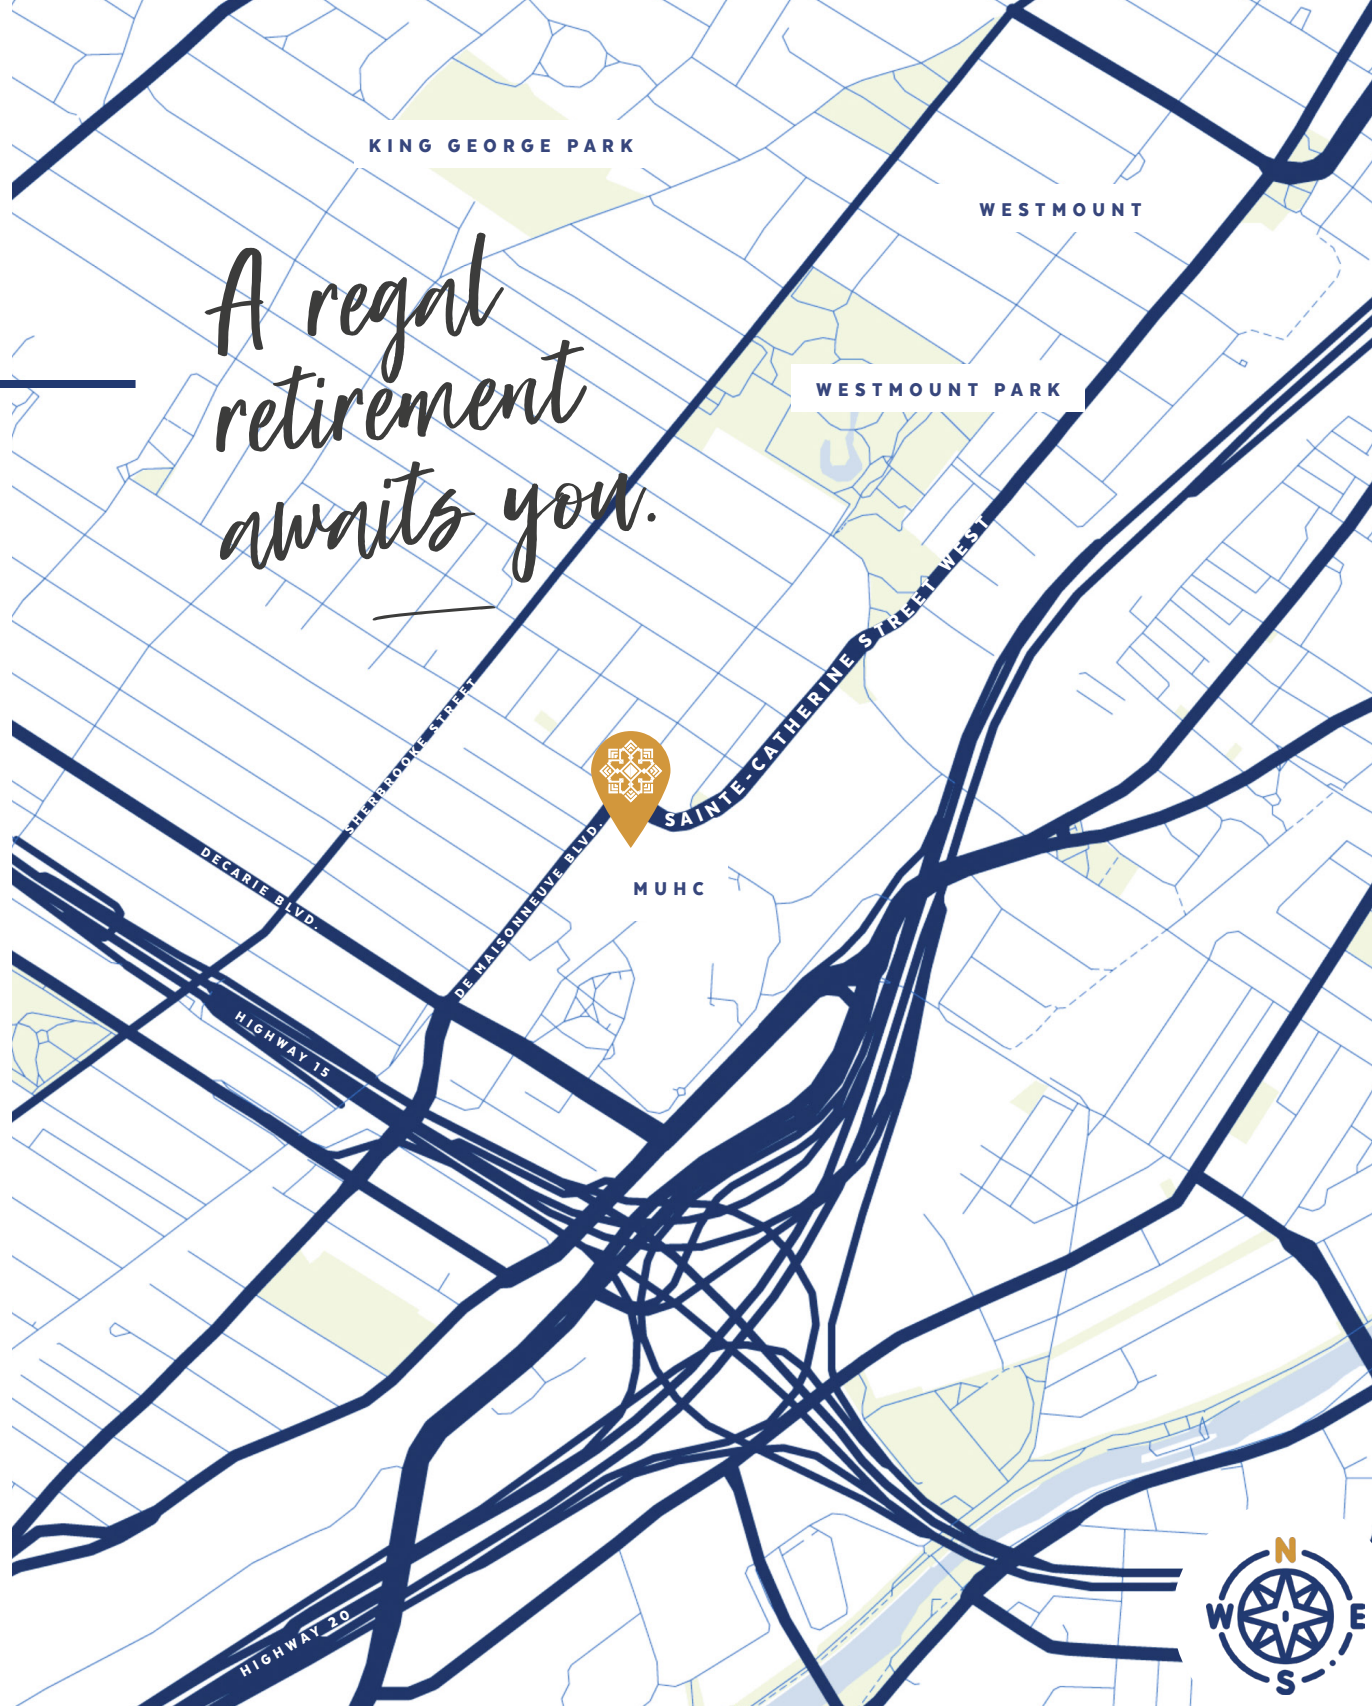 KING GEORGE PARK
WESTMOUNT
A regal
retirement
awaits you.
WESTMOUNT PARK
SAINTE-CATHERINE STREET WEST
SHERBROOKE STREET
DECARIE BLVD.
DE MAISONNEUVE BLVD.
MUHC
HIGHWAY 15
HIGHWAY 20
N
W
E
S